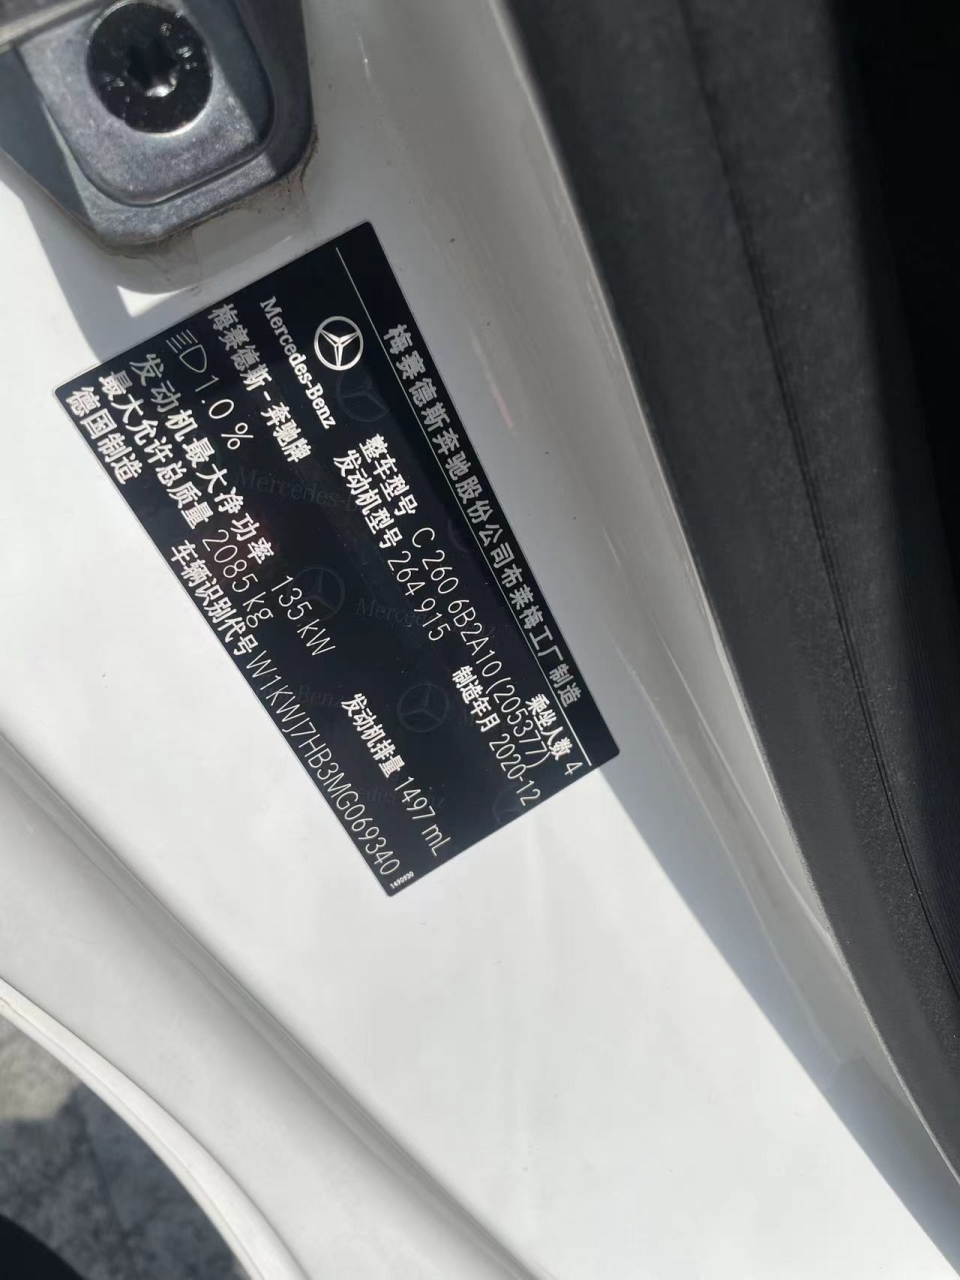 梅赛德斯奔驰股份公司布莱梅工厂制造
Mercedes-Benz
梅赛德斯-奔驰牌
整车型号 C 260 6B2A10(205377)
乘坐人数 4
发动机型号 264 915
制造年月 2020-12
1.0 %
发动机最大净功率 135 kW
发动机排量 1497 mL
最大允许总质量 2085 kg
德国制造
车辆识别代号 W1KWJ7HB3MG069340
1490930